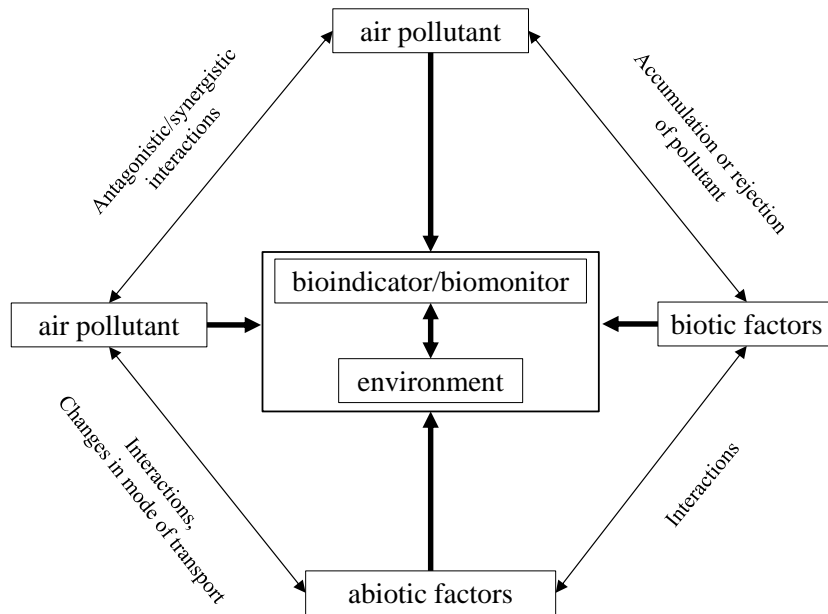 air pollutant
Antagonistic/synergistic
interactions
Accumulation or rejection
of pollutant
bioindicator/biomonitor
air pollutant
biotic factors
environment
Interactions,
Changes in mode of transport
Interactions
abiotic factors